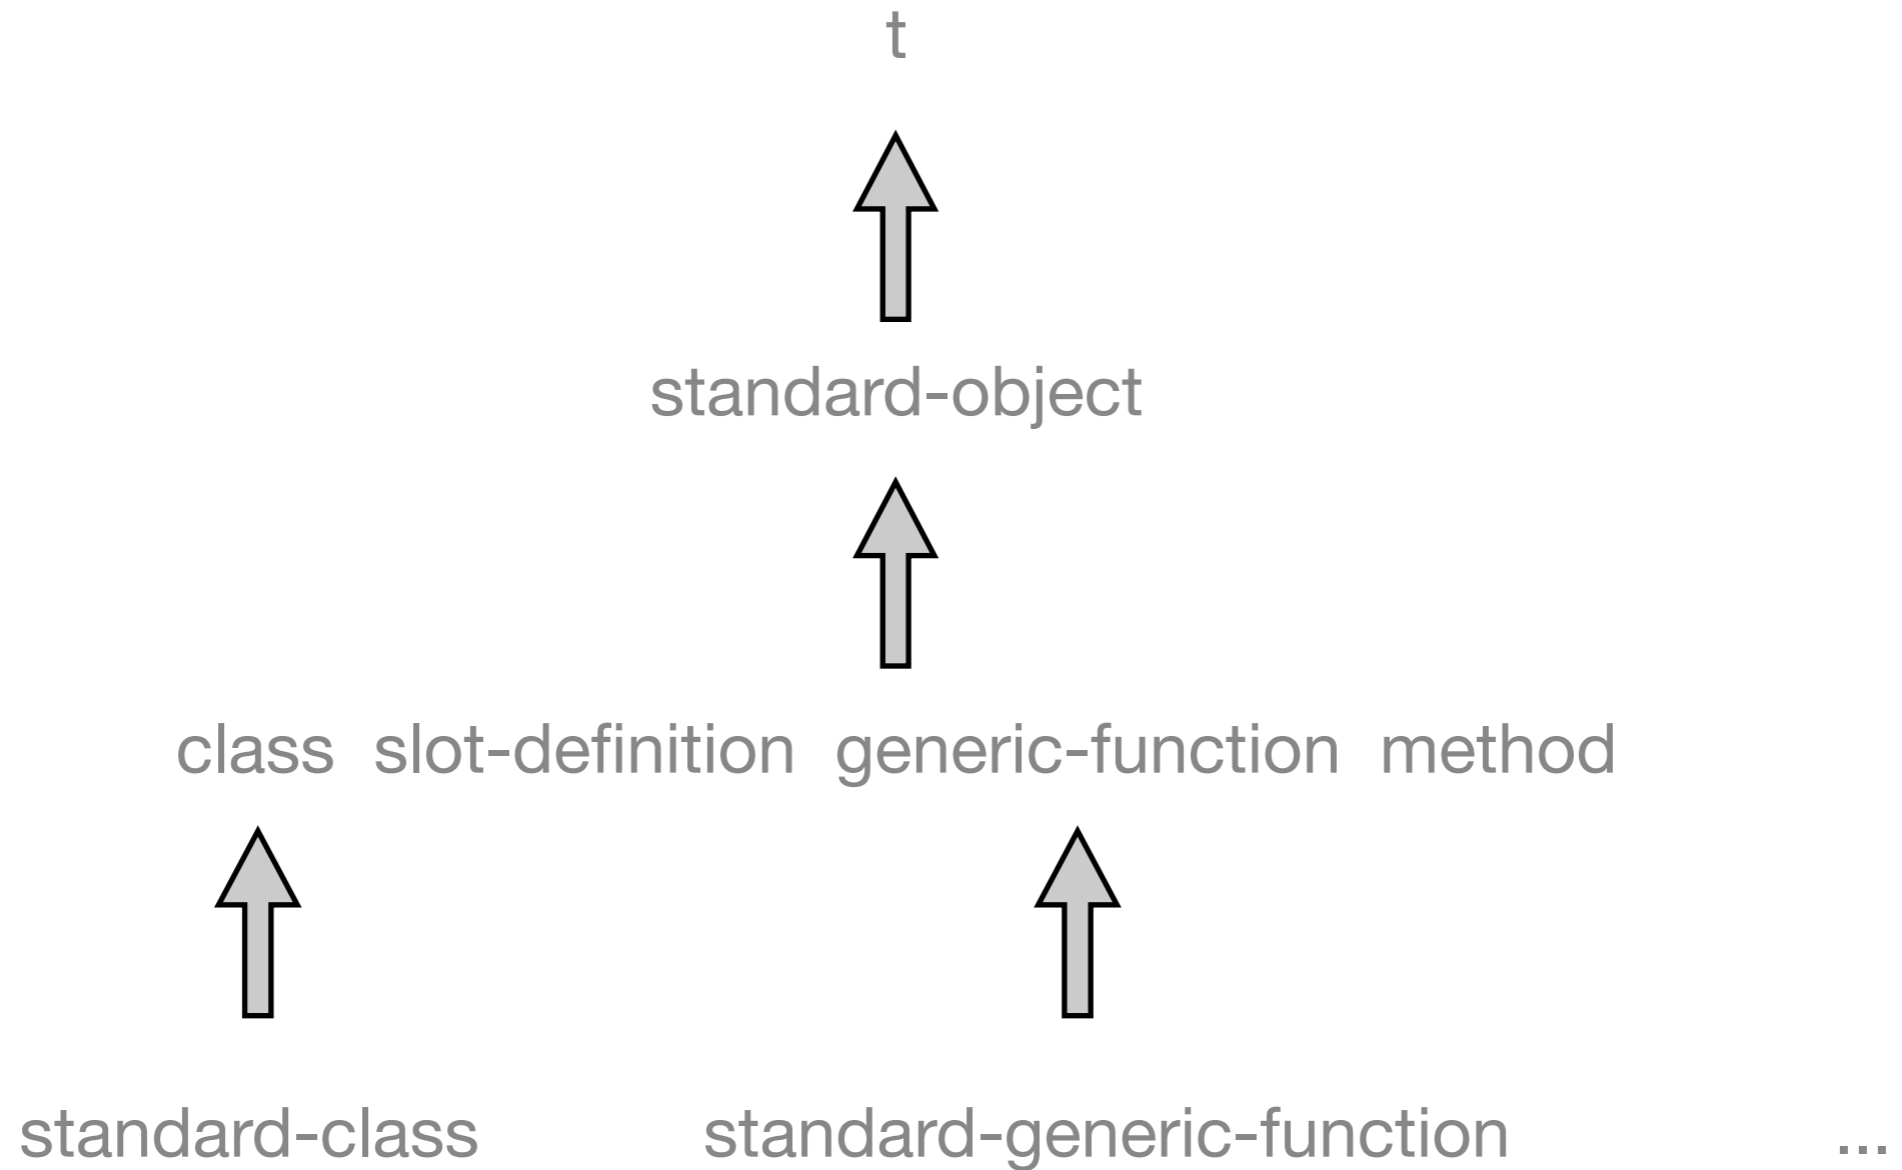 t
standard-object
class slot-definition generic-function method
standard-class standard-generic-function ...